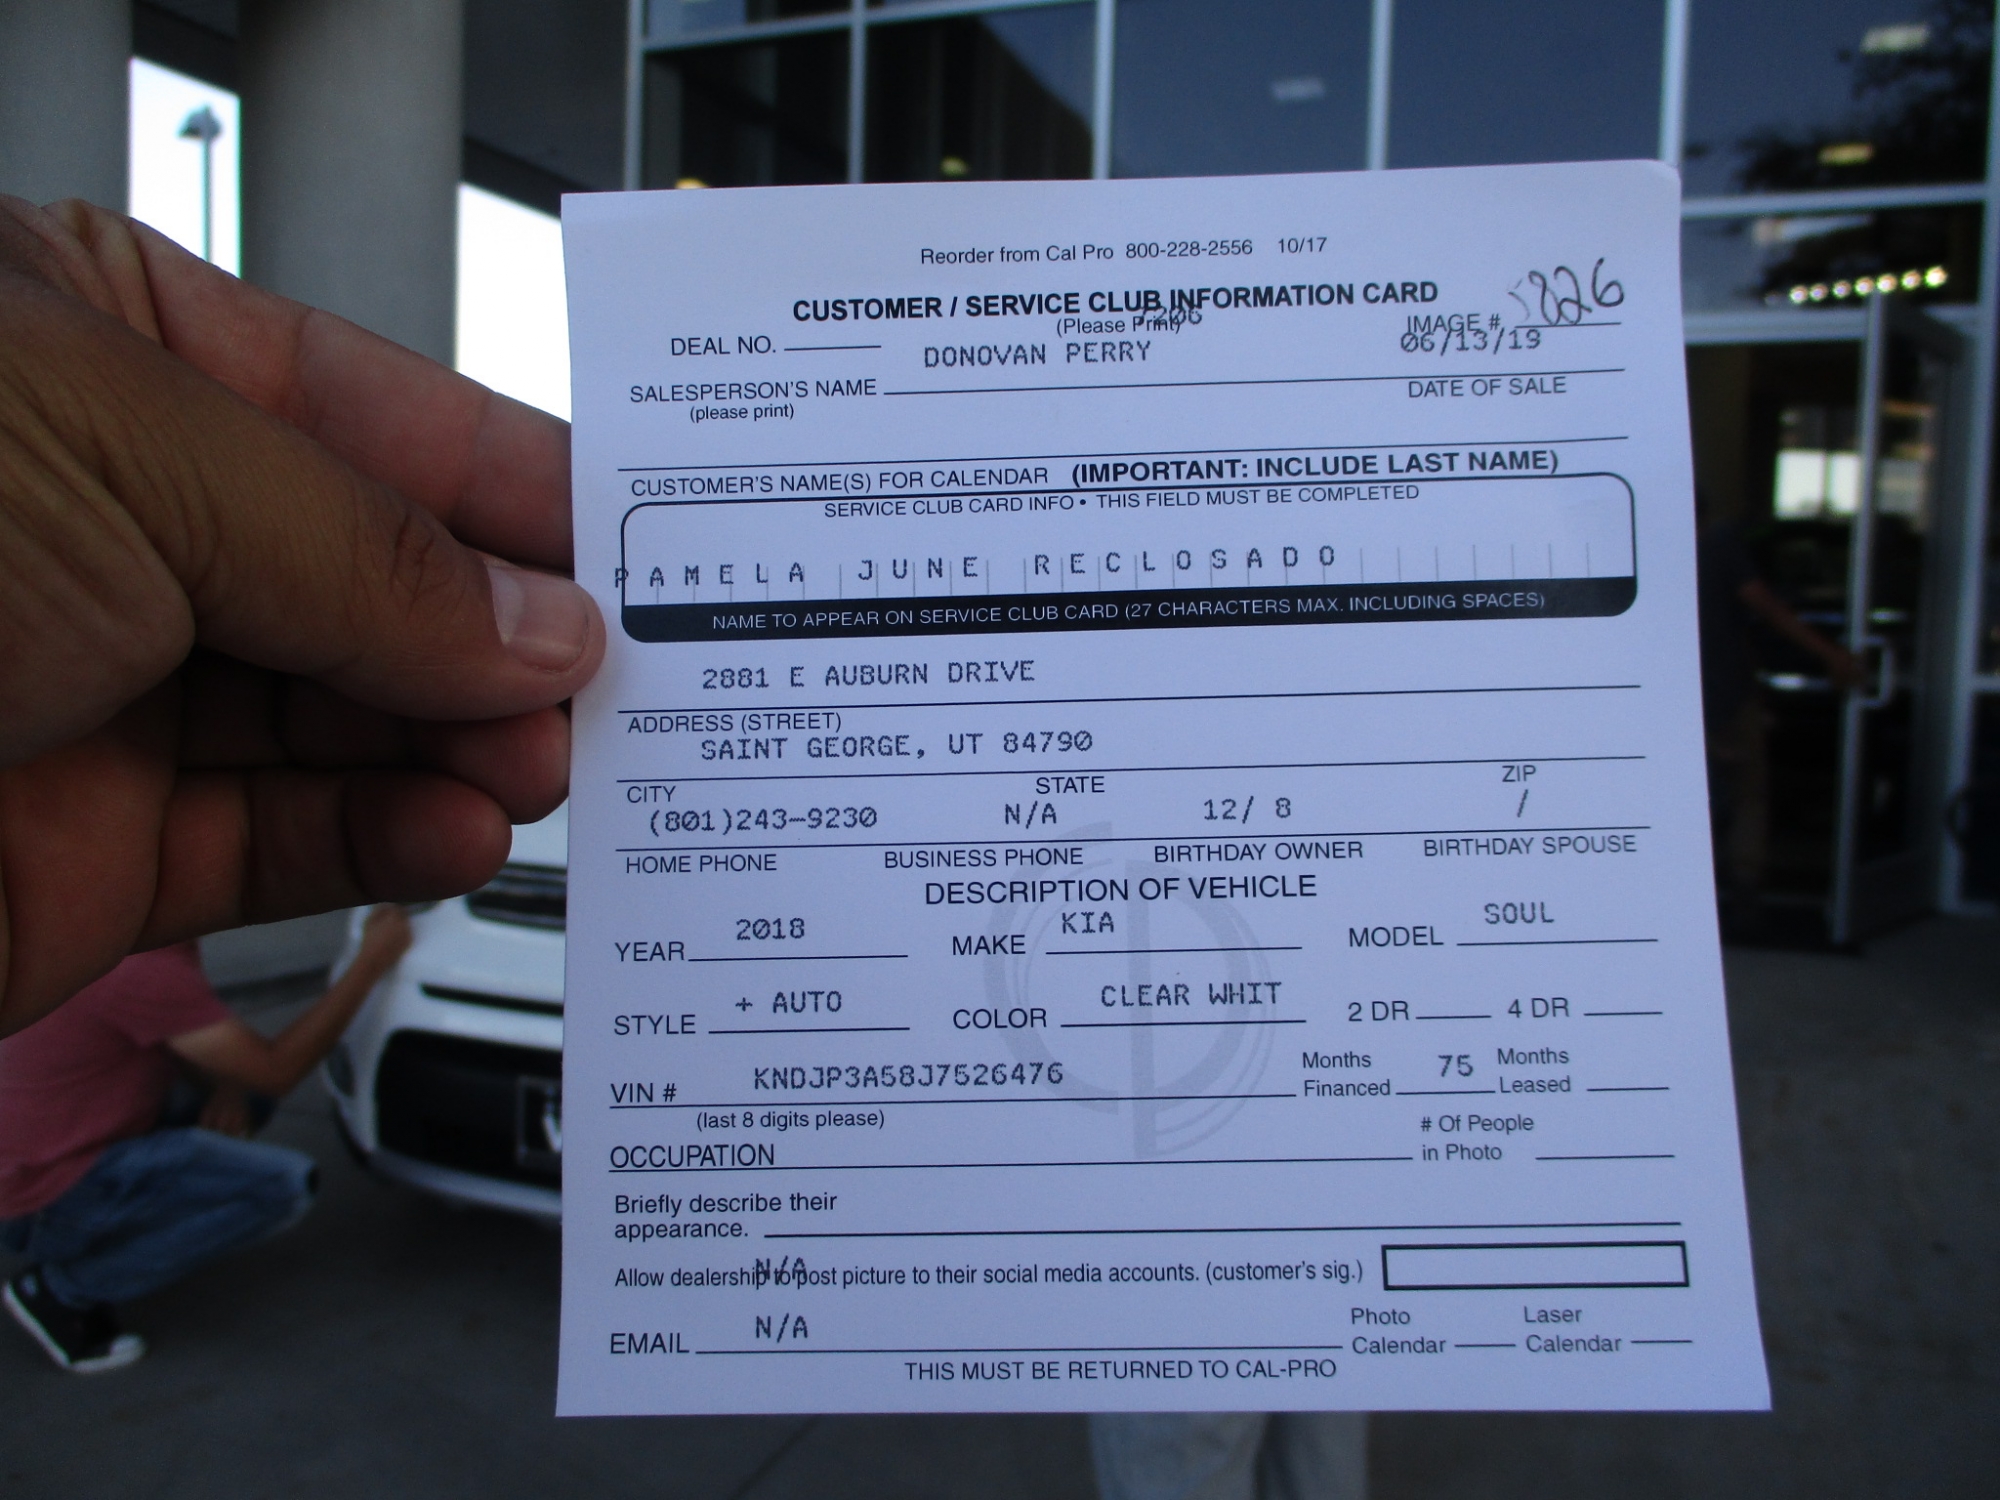 Reorder from Cal Pro 800-228-2556 10/17
CUSTOMER / SERVICE CLUB INFORMATION CARD
(Please Print)
DEAL NO. IMAGE # 5826
DONOVAN PERRY 06/13/19
SALESPERSON'S NAME DATE OF SALE
(please print)
CUSTOMER'S NAME(S) FOR CALENDAR (IMPORTANT: INCLUDE LAST NAME)
SERVICE CLUB CARD INFO • THIS FIELD MUST BE COMPLETED
PAMELA JUNE RECLOSADO
NAME TO APPEAR ON SERVICE CLUB CARD (27 CHARACTERS MAX. INCLUDING SPACES)
2881 E AUBURN DRIVE
ADDRESS (STREET)
SAINT GEORGE, UT 84790
CITY STATE ZIP
(801)243-9230 N/A 12/ 8 /
HOME PHONE BUSINESS PHONE BIRTHDAY OWNER BIRTHDAY SPOUSE
DESCRIPTION OF VEHICLE
YEAR 2018 MAKE KIA MODEL SOUL
STYLE + AUTO COLOR CLEAR WHIT 2 DR 4 DR
VIN # KNDJP3A58J7526476 Months Financed 75 Months Leased
(last 8 digits please)
OCCUPATION # Of People in Photo
Briefly describe their
appearance.
N/A
Allow dealership to post picture to their social media accounts. (customer's sig.)
EMAIL N/A Photo Calendar Laser Calendar
THIS MUST BE RETURNED TO CAL-PRO